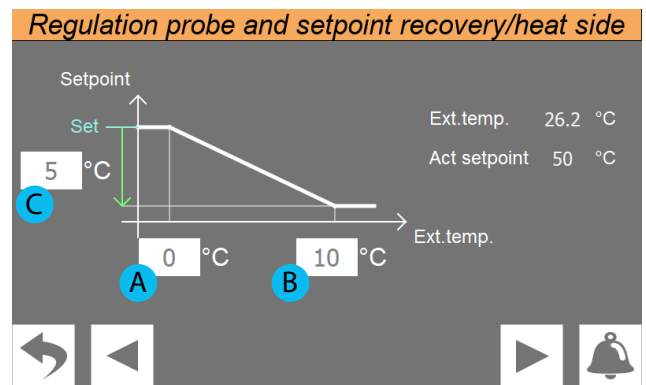 Regulation probe and setpoint recovery/heat side
Setpoint
Set
Ext.temp. 26.2 °C
Act setpoint 50 °C
5 °C
C
Ext.temp.
0 °C
10 °C
A
B